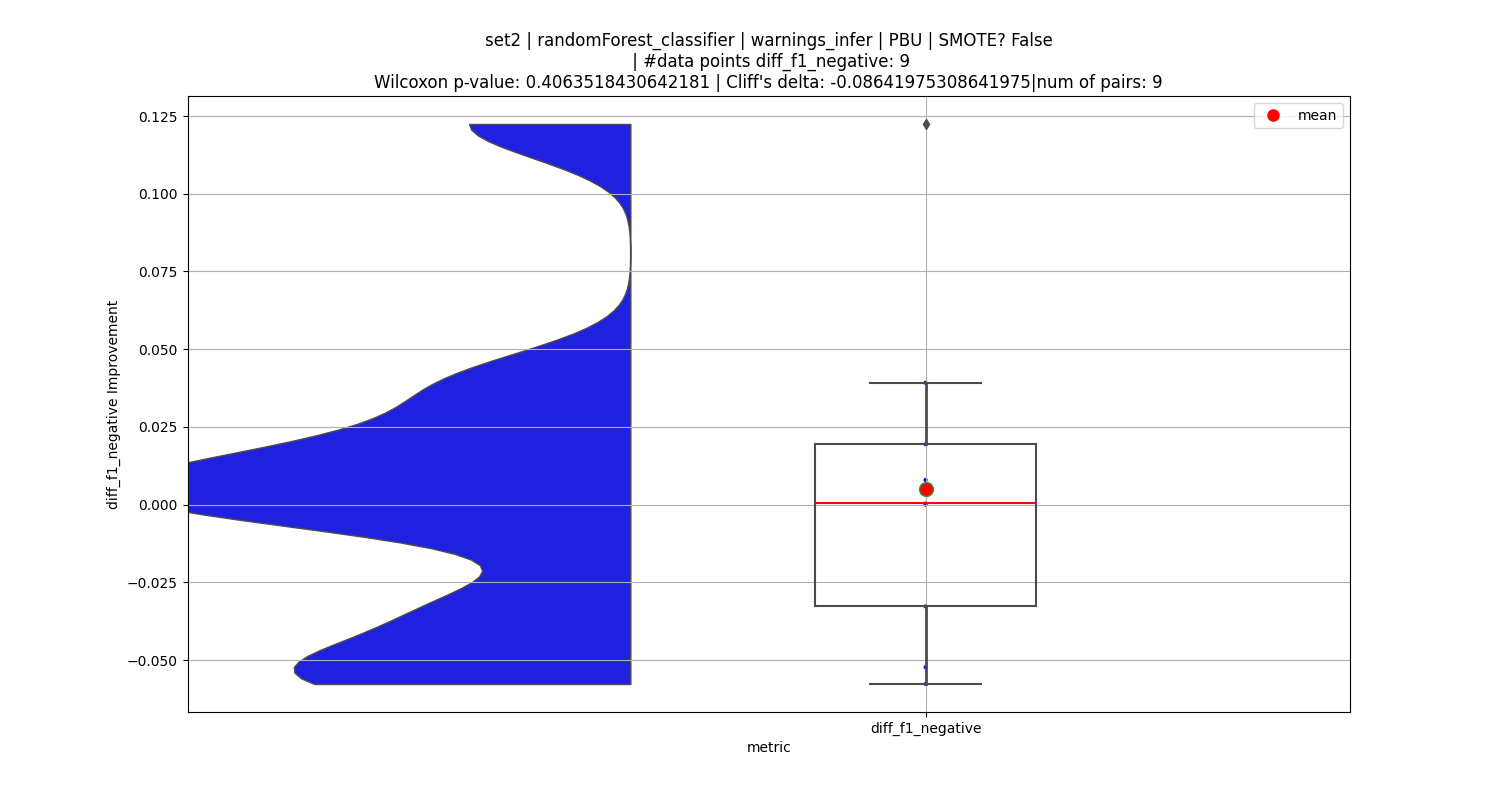 set2 | randomForest_classifier | warnings_infer | PBU | SMOTE? False
| #data points diff_f1_negative: 9
Wilcoxon p-value: 0.4063518430642181 | Cliff's delta: -0.08641975308641975|num of pairs: 9
mean
0.125
0.100
0.075
0.050
0.025
0.000
−0.025
−0.050
diff_f1_negative Improvement
diff_f1_negative
metric